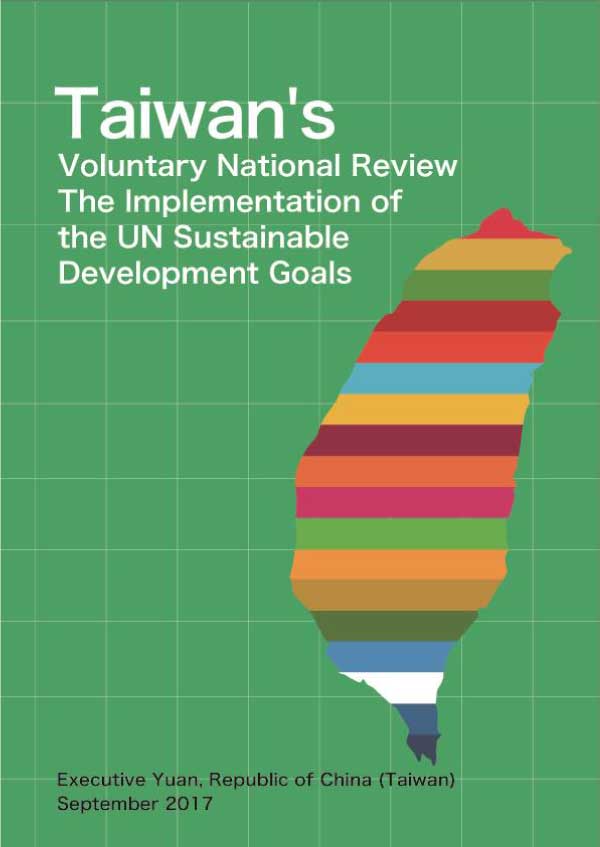 Taiwan's
Voluntary National Review
The Implementation of
the UN Sustainable
Development Goals
Executive Yuan, Republic of China (Taiwan)
September 2017